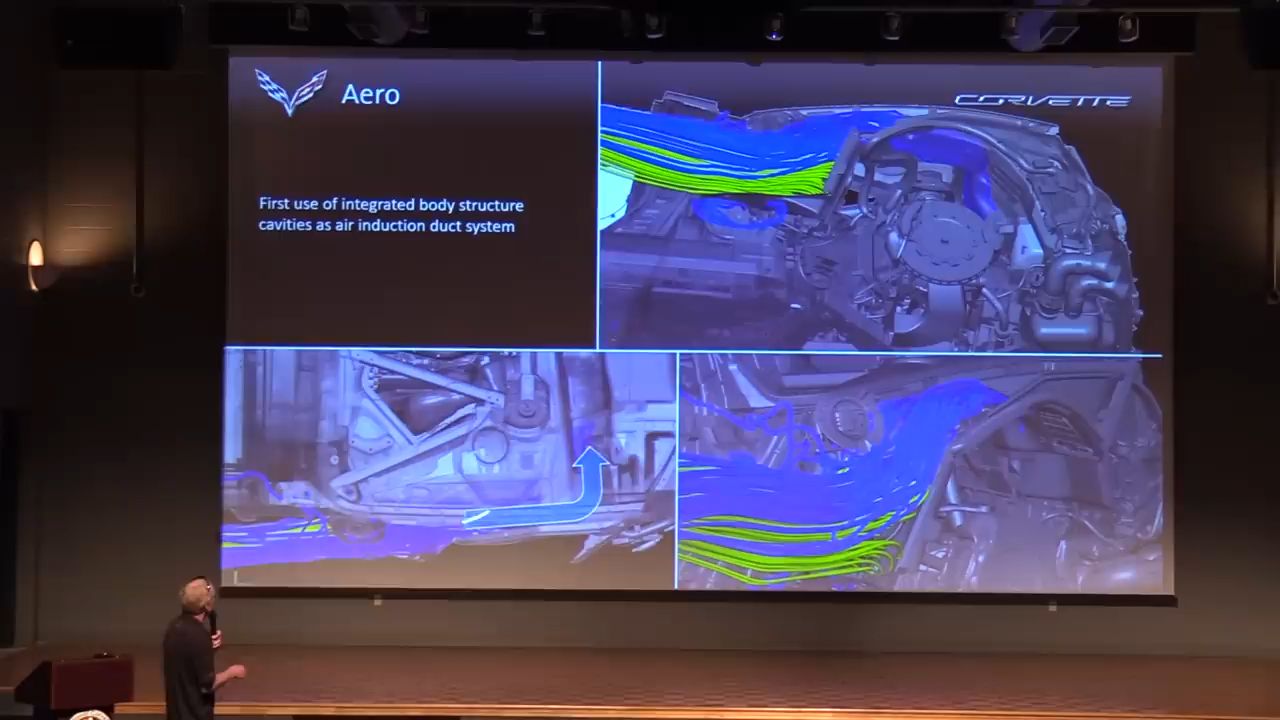 Aero
CORVETTE
First use of integrated body structure
cavities as air induction duct system